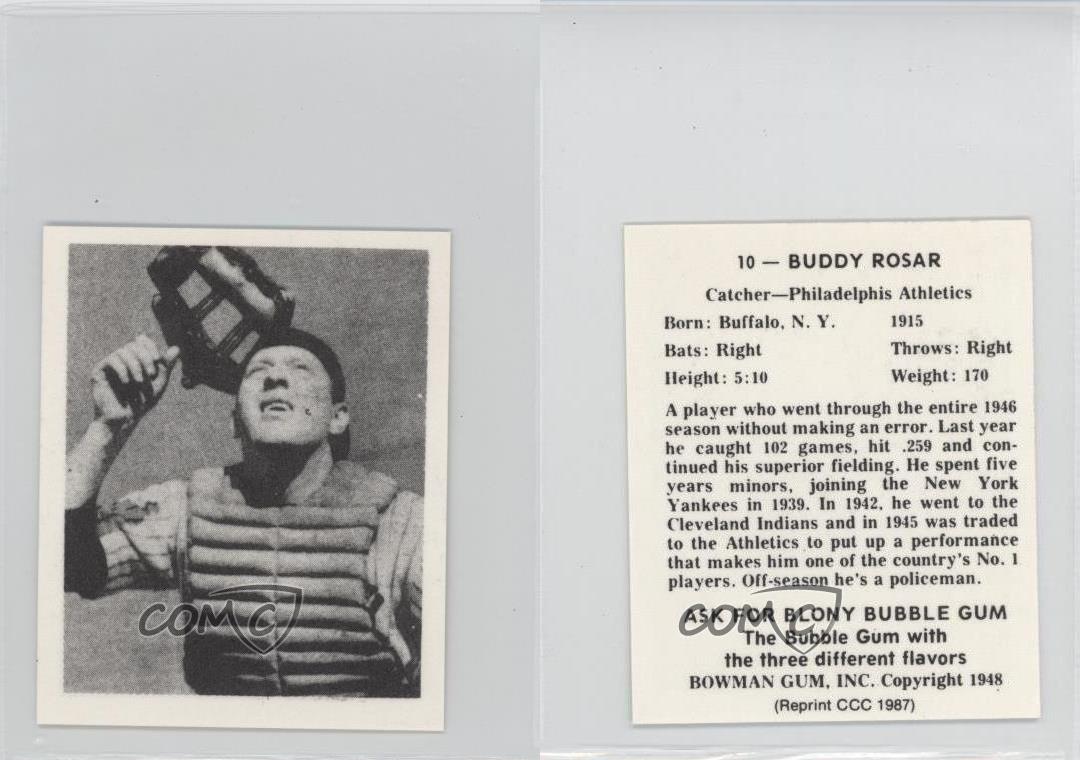 10 — BUDDY ROSAR
Catcher—Philadelphis Athletics
Born: Buffalo, N. Y. 1915
Bats: Right Throws: Right
Height: 5:10 Weight: 170
A player who went through the entire 1946
season without making an error. Last year
he caught 102 games, hit .259 and con-
tinued his superior fielding. He spent five
years minors, joining the New York
Yankees in 1939. In 1942, he went to the
Cleveland Indians and in 1945 was traded
to the Athletics to put up a performance
that makes him one of the country's No. 1
players. Off-season he's a policeman.
ASK FOR BLONY BUBBLE GUM
The Bubble Gum with
the three different flavors
BOWMAN GUM, INC. Copyright 1948
(Reprint CCC 1987)
COMC
COMC